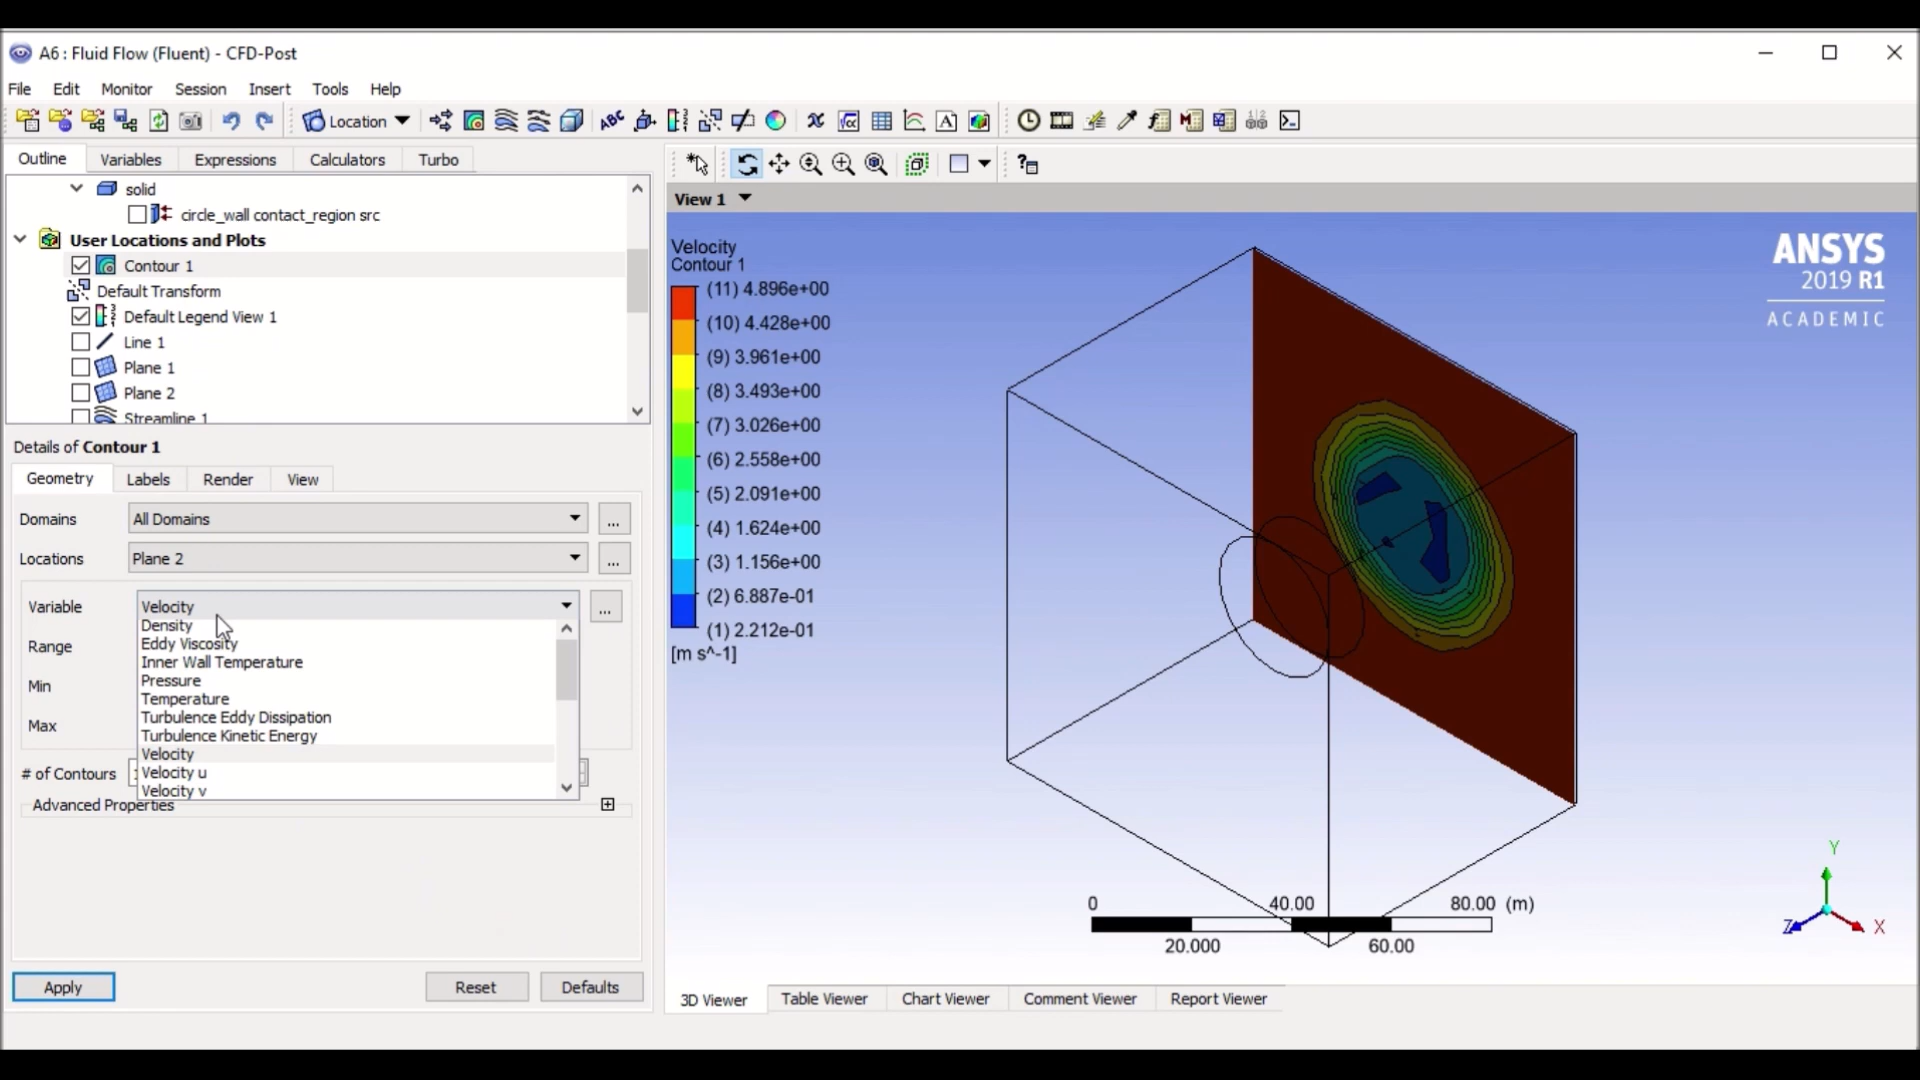 A6 : Fluid Flow (Fluent) - CFD-Post
File Edit Monitor Session Insert Tools Help
Location
Outline Variables Expressions Calculators Turbo
solid
circle_wall contact_region src
User Locations and Plots
Contour 1
Default Transform
Default Legend View 1
Line 1
Plane 1
Plane 2
Streamline 1
Details of Contour 1
Geometry Labels Render View
Domains All Domains ...
Locations Plane 2 ...
Variable Velocity ...
Range
Min
Max
Density
Eddy Viscosity
Inner Wall Temperature
Pressure
Temperature
Turbulence Eddy Dissipation
Turbulence Kinetic Energy
Velocity
Velocity u
Velocity v
# of Contours
Advanced Properties
Apply Reset Defaults
View 1
Velocity
Contour 1
(11) 4.896e+00
(10) 4.428e+00
(9) 3.961e+00
(8) 3.493e+00
(7) 3.026e+00
(6) 2.558e+00
(5) 2.091e+00
(4) 1.624e+00
(3) 1.156e+00
(2) 6.887e-01
(1) 2.212e-01
[m s^-1]
ANSYS
2019 R1
ACADEMIC
0 40.00 80.00 (m)
20.000 60.00
Y
Z X
3D Viewer Table Viewer Chart Viewer Comment Viewer Report Viewer